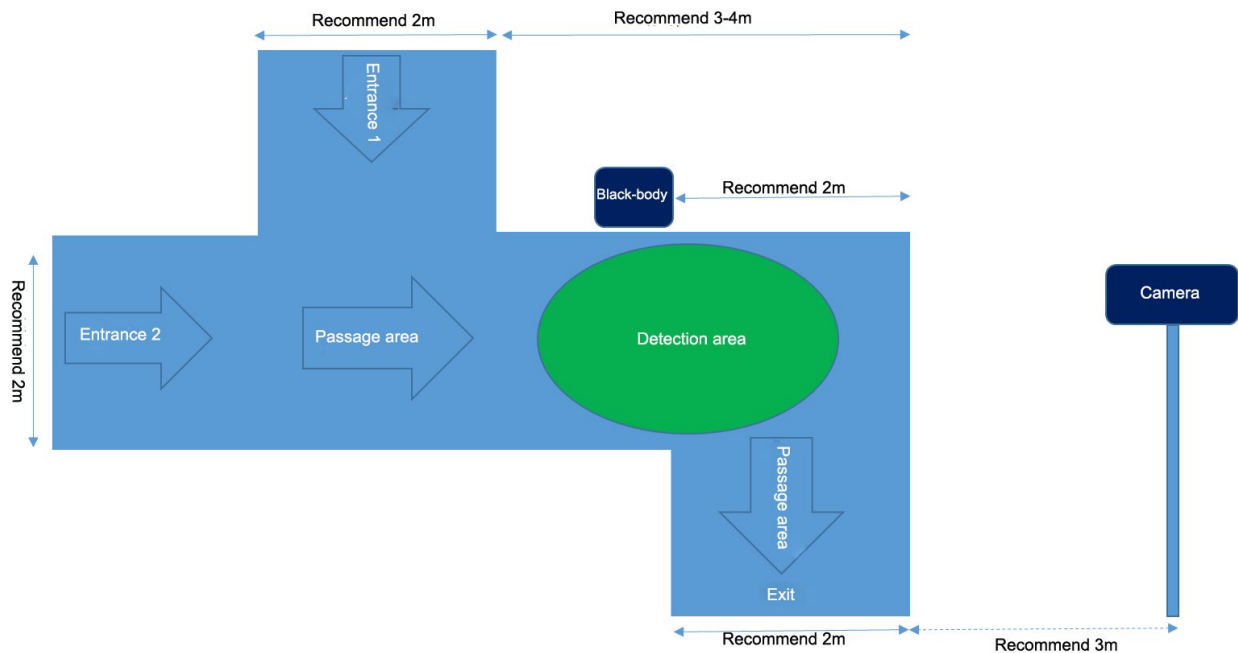 Recommend 2m
Recommend 3-4m
Entrance 1
Black-body
Recommend 2m
Recommend 2m
Entrance 2
Passage area
Detection area
Camera
Passage area
Exit
Recommend 2m
Recommend 3m